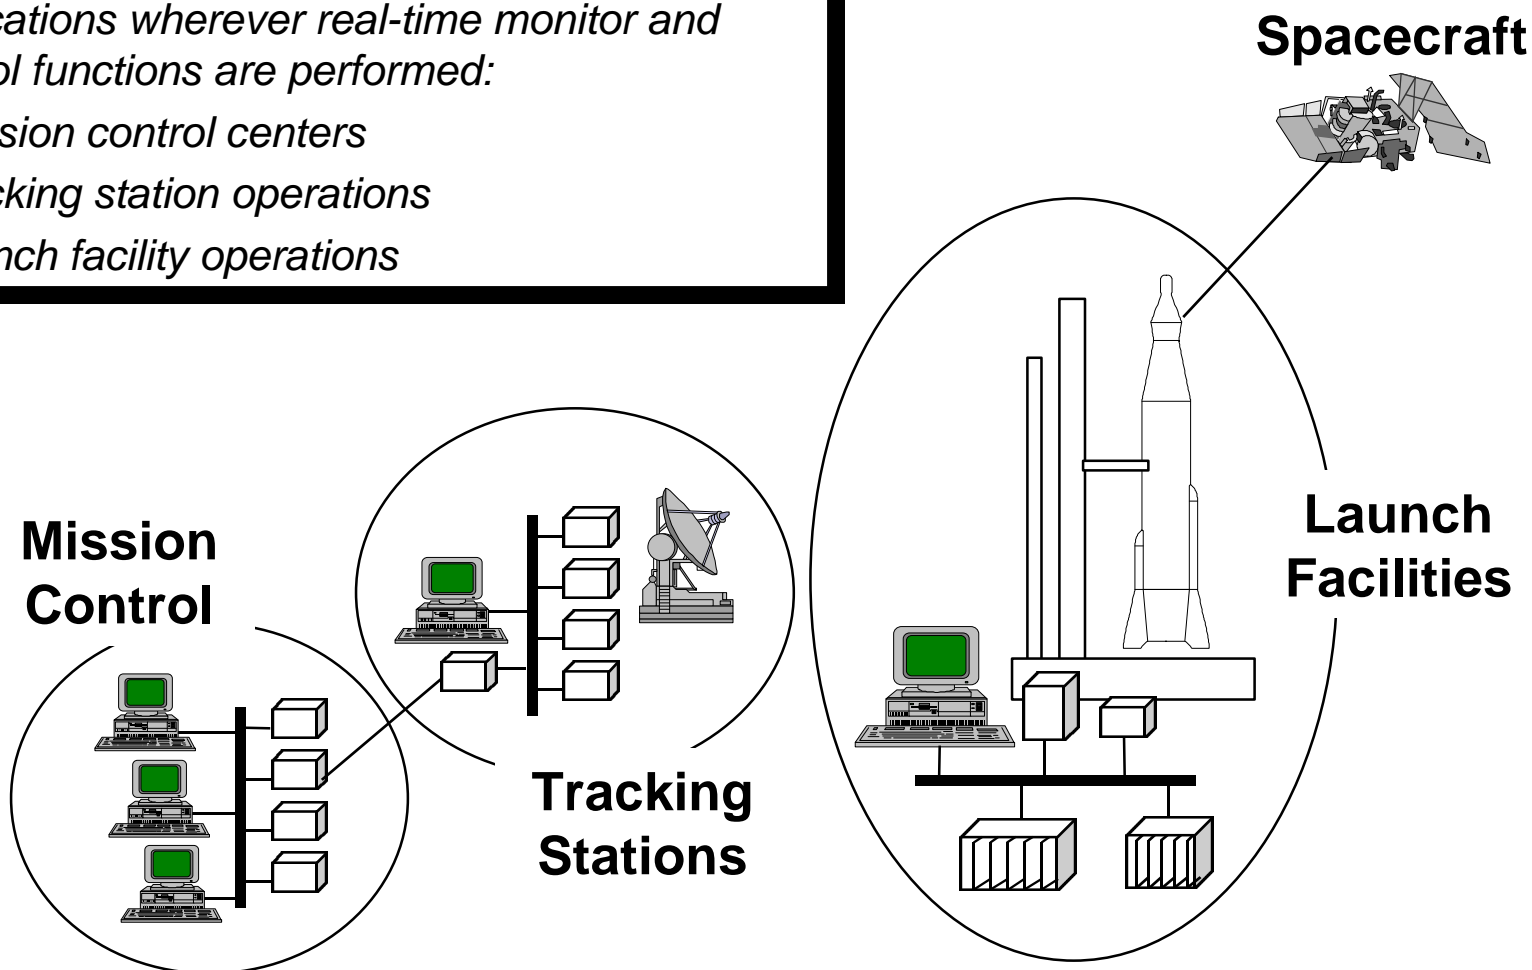 cations wherever real-time monitor and
ol functions are performed:
sion control centers
cking station operations
nch facility operations
Spacecraft
Mission
Control
Tracking
Stations
Launch
Facilities